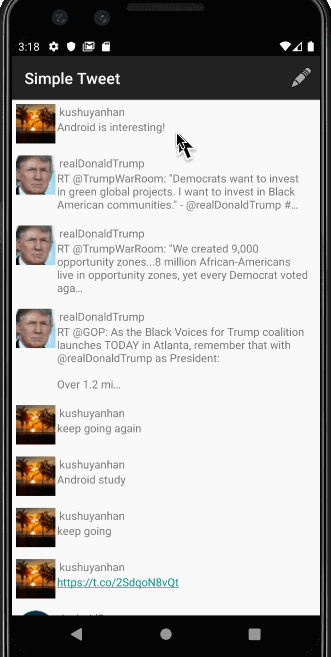 3:18
Simple Tweet
kushuyanhan
Android is interesting!
realDonaldTrump
RT @TrumpWarRoom: "Democrats want to invest
in green global projects. I want to invest in Black
American communities." - @realDonaldTrump #…
realDonaldTrump
RT @TrumpWarRoom: "We created 9,000
opportunity zones...8 million African-Americans
live in opportunity zones, yet every Democrat voted
aga…
realDonaldTrump
RT @GOP: As the Black Voices for Trump coalition
launches TODAY in Atlanta, remember that with
@realDonaldTrump as President:
Over 1.2 mi…
kushuyanhan
keep going again
kushuyanhan
Android study
kushuyanhan
keep going
kushuyanhan
https://t.co/2SdqoN8vQt